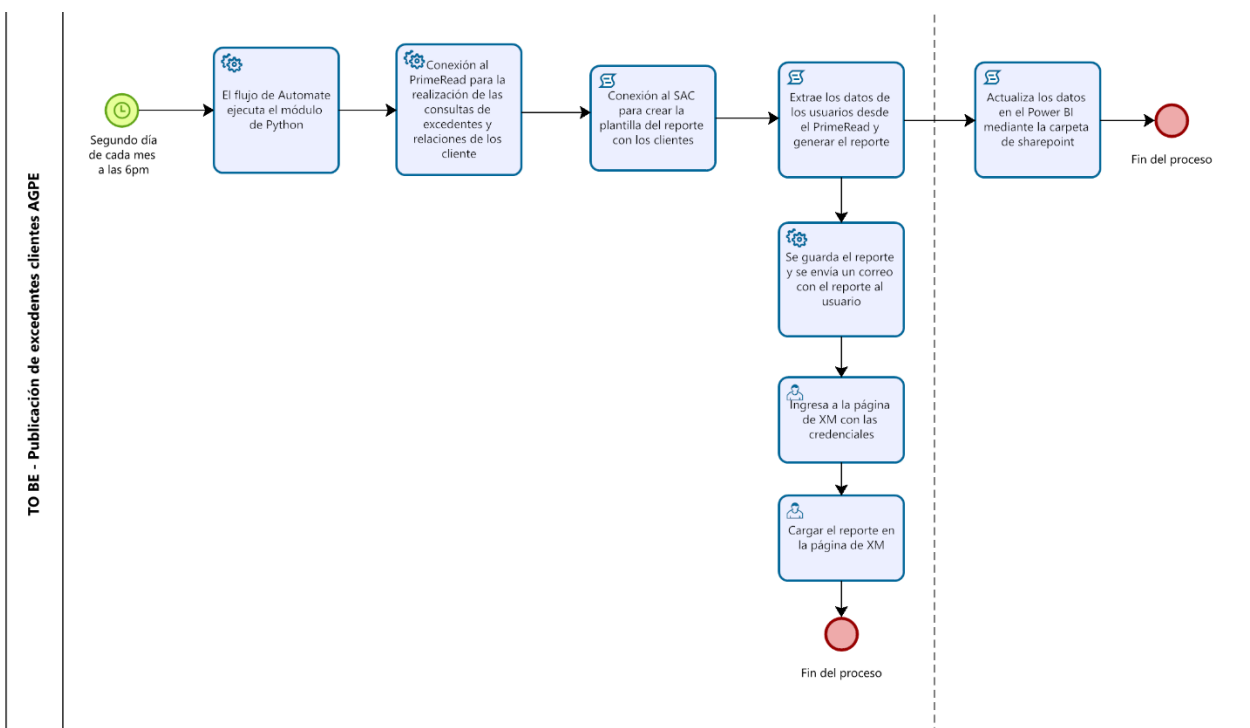 TO BE - Publicación de excedentes clientes AGPE
Segundo día
de cada mes
a las 6pm
El flujo de Automate
ejecuta el módulo
de Python
Conexión al
PrimeRead para la
realización de las
consultas de
excedentes y
relaciones de los
cliente
Conexión al SAC
para crear la
plantilla del reporte
con los clientes
Extrae los datos de
los usuarios desde
el PrimeRead y
generar el reporte
Actualiza los datos
en el Power BI
mediante la carpeta
de sharepoint
Fin del proceso
Se guarda el reporte
y se envía un correo
con el reporte al
usuario
Ingresa a la página
de XM con las
credenciales
Cargar el reporte en
la página de XM
Fin del proceso